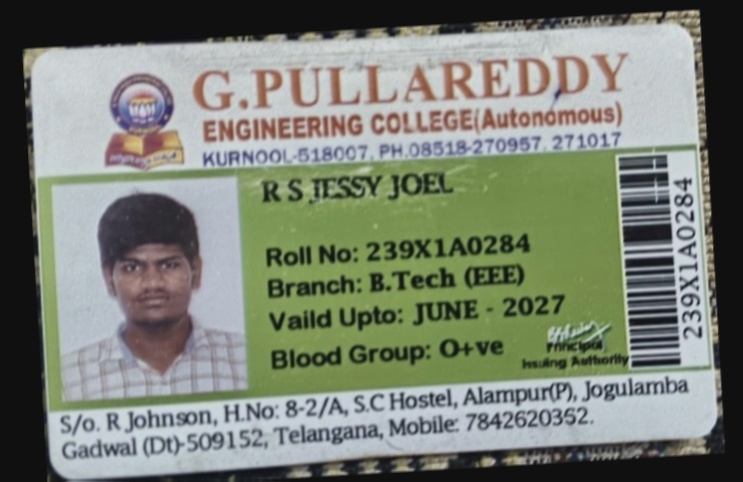 G.PULLAREDDY
ENGINEERING COLLEGE(Autonomous)
KURNOOL-518007, PH.08518-270957, 271017
R S JESSY JOEL
Roll No: 239X1A0284
Branch: B.Tech (EEE)
Vaild Upto: JUNE - 2027
Blood Group: O+ve
Principal
Issuing Authority
239X1A0284
S/o. R Johnson, H.No: 8-2/A, S.C Hostel, Alampur(P), Jogulamba
Gadwal (Dt)-509152, Telangana, Mobile: 7842620352.